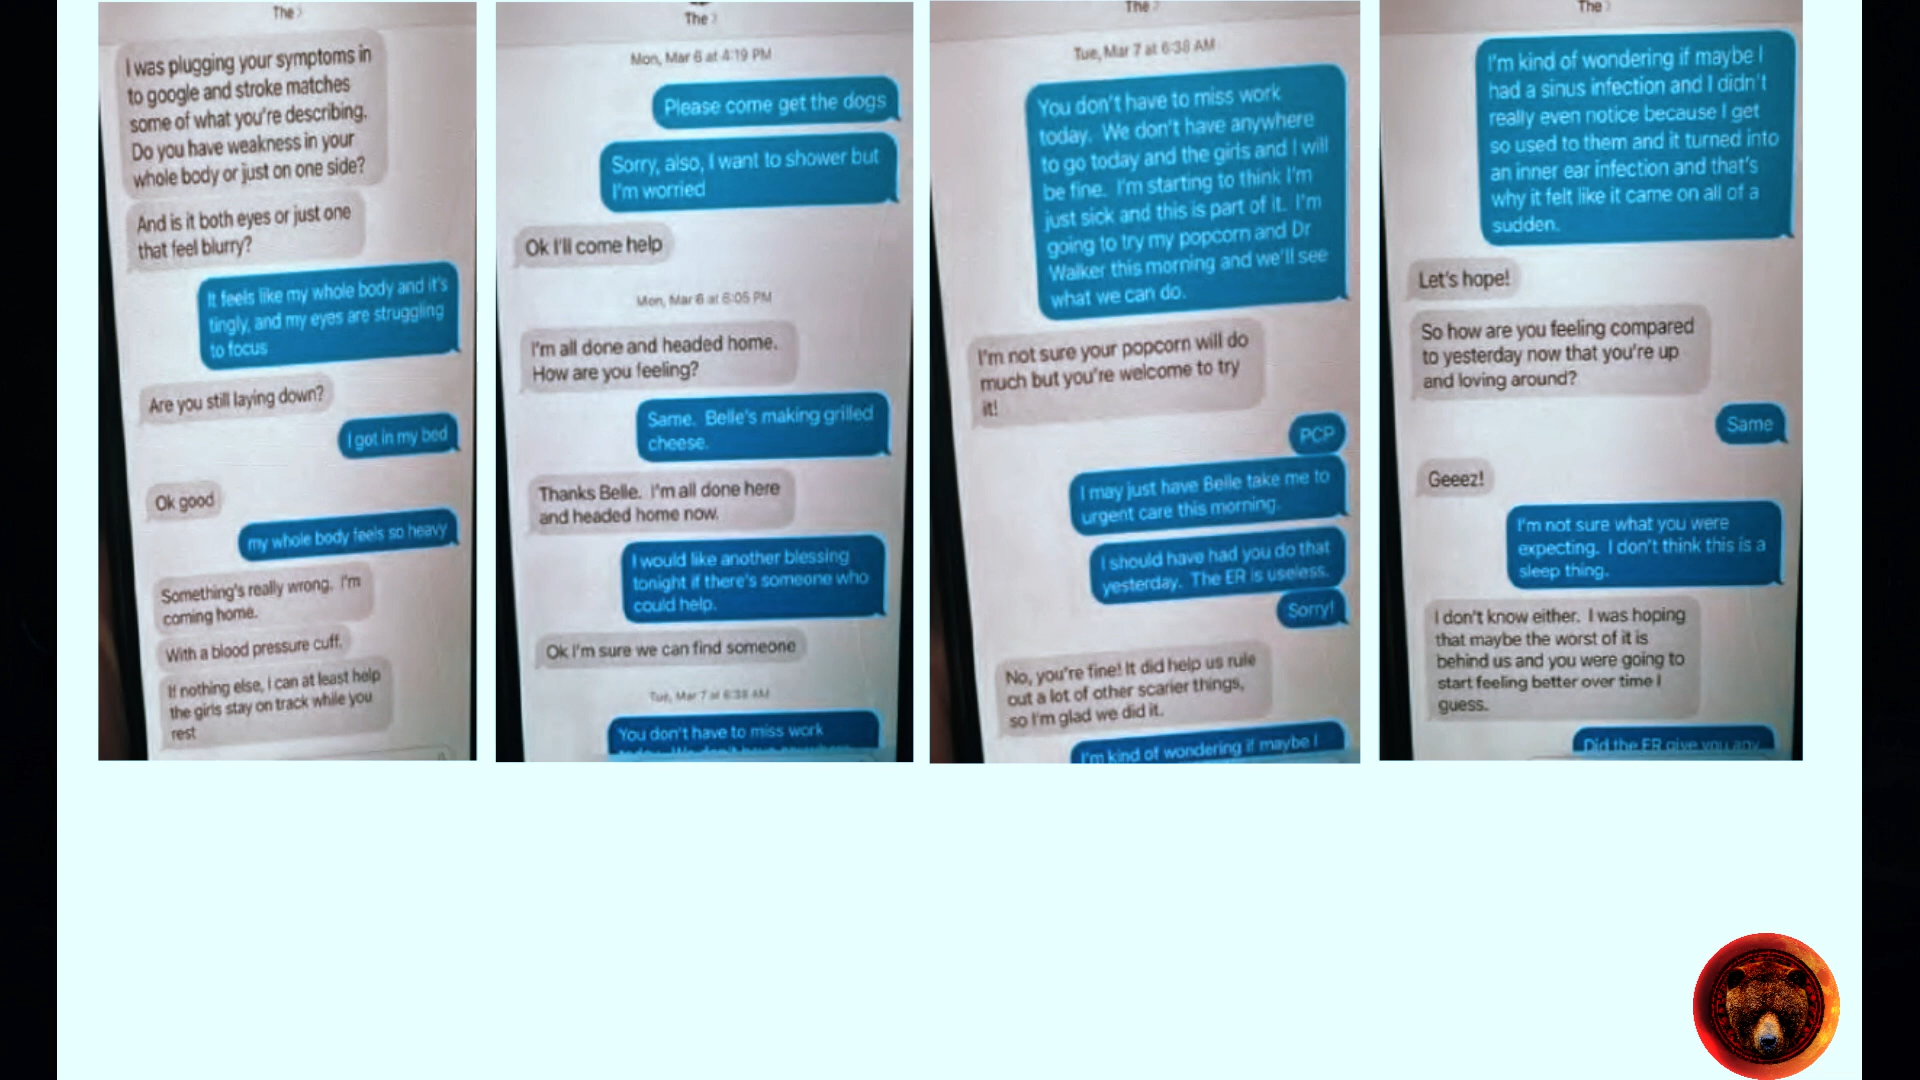 The
I was plugging your symptoms in
to google and stroke matches
some of what you're describing.
Do you have weakness in your
whole body or just on one side?
And is it both eyes or just one
that feel blurry?
It feels like my whole body and it's
tingly, and my eyes are struggling
to focus
Are you still laying down?
I got in my bed
Ok good
my whole body feels so heavy
Something's really wrong. I'm
coming home.
With a blood pressure cuff.
If nothing else, I can at least help
the girls stay on track while you
rest
The
Mon, Mar 6 at 4:19 PM
Please come get the dogs
Sorry, also, I want to shower but
I'm worried
Ok I'll come help
Mon, Mar 6 at 6:05 PM
I'm all done and headed home.
How are you feeling?
Same. Belle's making grilled
cheese.
Thanks Belle. I'm all done here
and headed home now.
I would like another blessing
tonight if there's someone who
could help.
Ok I'm sure we can find someone
Tue, Mar 7 at 6:38 AM
You don't have to miss work
today. We don't have anywhere
The
Tue, Mar 7 at 6:38 AM
You don't have to miss work
today. We don't have anywhere
to go today and the girls and I will
be fine. I'm starting to think I'm
just sick and this is part of it. I'm
going to try my popcorn and Dr
Walker this morning and we'll see
what we can do.
I'm not sure your popcorn will do
much but you're welcome to try
it!
PCP
I may just have Belle take me to
urgent care this morning.
I should have had you do that
yesterday. The ER is useless.
Sorry!
No, you're fine! It did help us rule
out a lot of other scarier things,
so I'm glad we did it.
I'm kind of wondering if maybe I
The
I'm kind of wondering if maybe I
had a sinus infection and I didn't
really even notice because I get
so used to them and it turned into
an inner ear infection and that's
why it felt like it came on all of a
sudden.
Let's hope!
So how are you feeling compared
to yesterday now that you're up
and loving around?
Same
Geeez!
I'm not sure what you were
expecting. I don't think this is a
sleep thing.
I don't know either. I was hoping
that maybe the worst of it is
behind us and you were going to
start feeling better over time I
guess.
Did the ER give you any